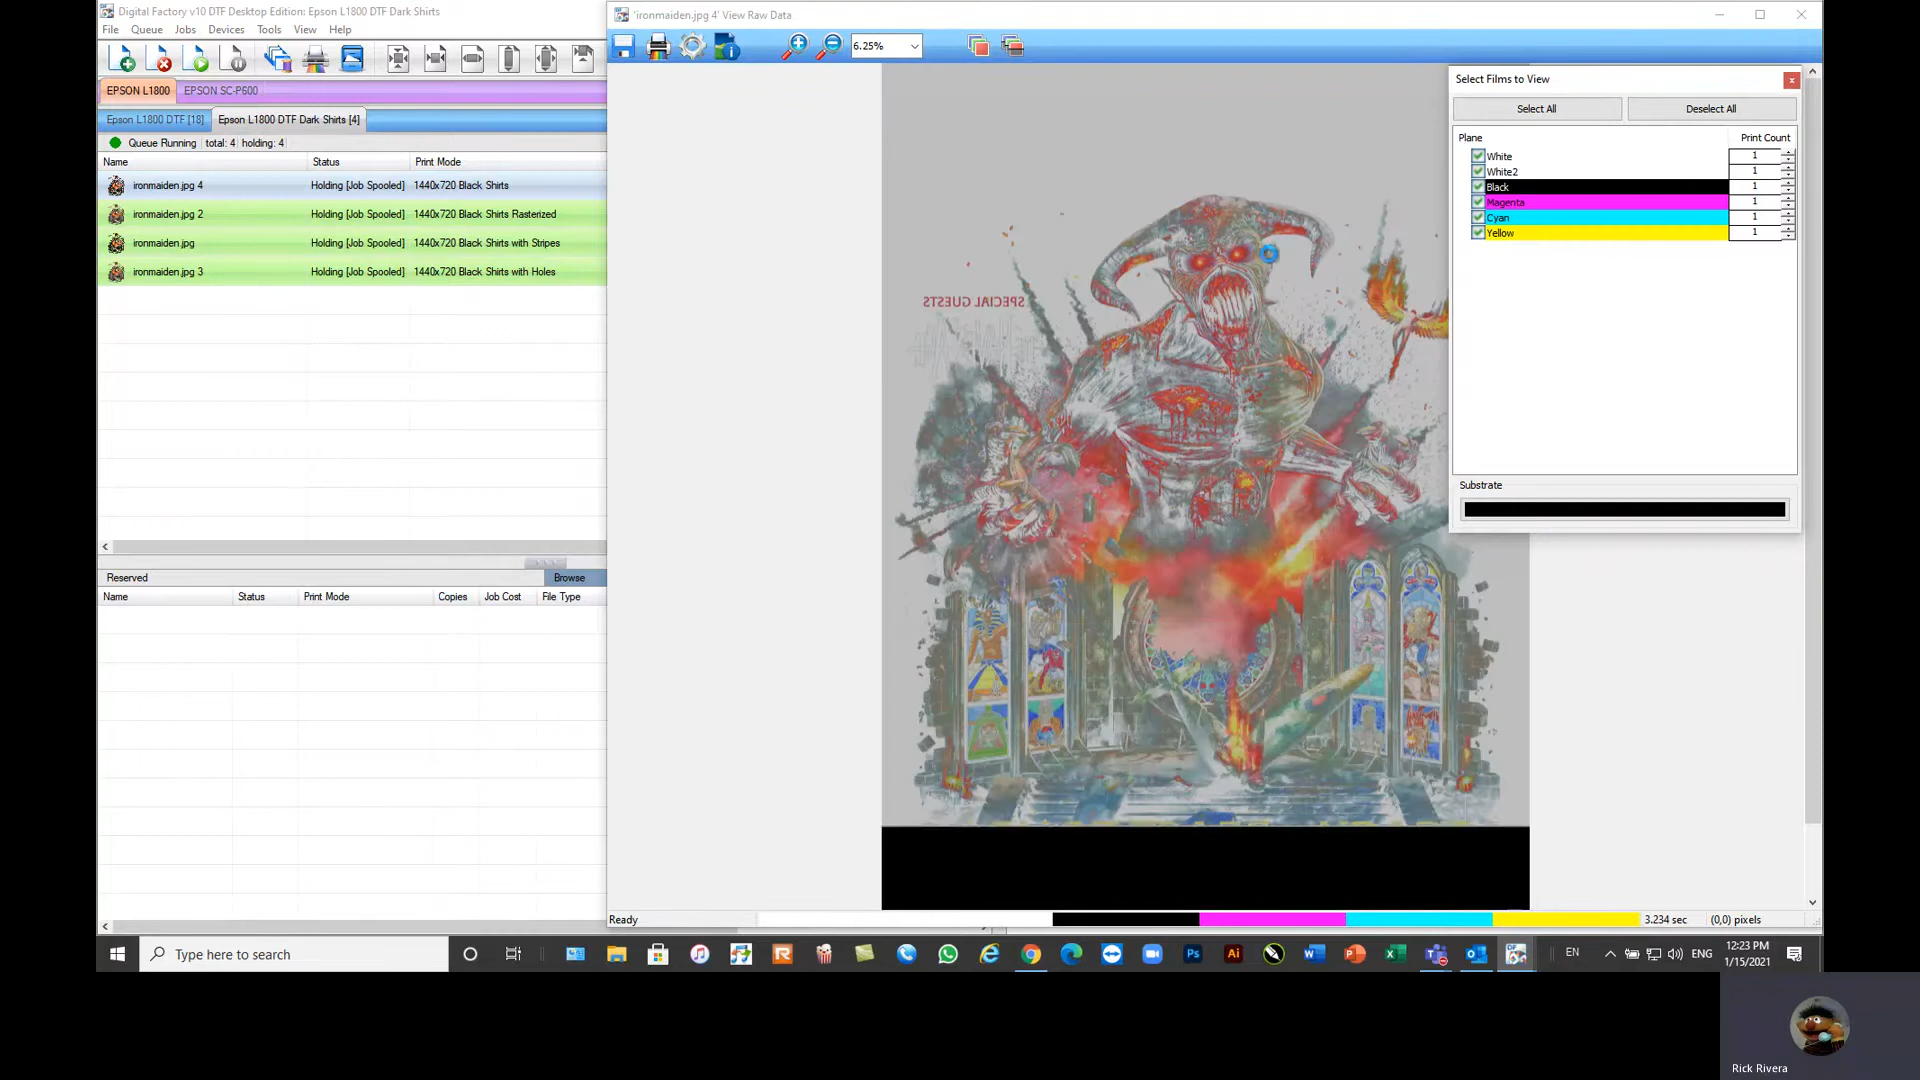 Digital Factory v10 DTF Desktop Edition: Epson L1800 DTF Dark Shirts
File Queue Jobs Devices Tools View Help
EPSON L1800 EPSON SC-P600
Epson L1800 DTF [18] Epson L1800 DTF Dark Shirts [4]
Queue Running total: 4 holding: 4
Name Status Print Mode
ironmaiden.jpg 4 Holding [Job Spooled] 1440x720 Black Shirts
ironmaiden.jpg 2 Holding [Job Spooled] 1440x720 Black Shirts Rasterized
ironmaiden.jpg Holding [Job Spooled] 1440x720 Black Shirts with Stripes
ironmaiden.jpg 3 Holding [Job Spooled] 1440x720 Black Shirts with Holes
Reserved Browse
Name Status Print Mode Copies Job Cost File Type
'ironmaiden.jpg 4' View Raw Data
6.25%
SPECIAL GUESTS
Select Films to View
Select All Deselect All
Plane Print Count
White 1
White2 1
Black 1
Magenta 1
Cyan 1
Yellow 1
Substrate
Ready 3.234 sec (0,0) pixels
Type here to search
Ps Ai
EN ENG 12:23 PM
1/15/2021
Rick Rivera